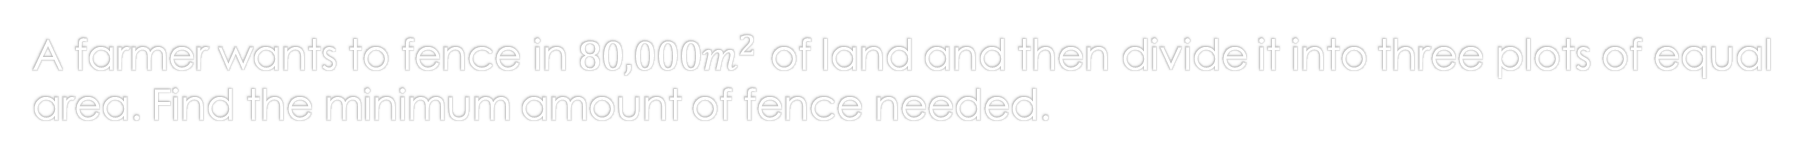 A farmer wants to fence in 80,000m² of land and then divide it into three plots of equal
area. Find the minimum amount of fence needed.